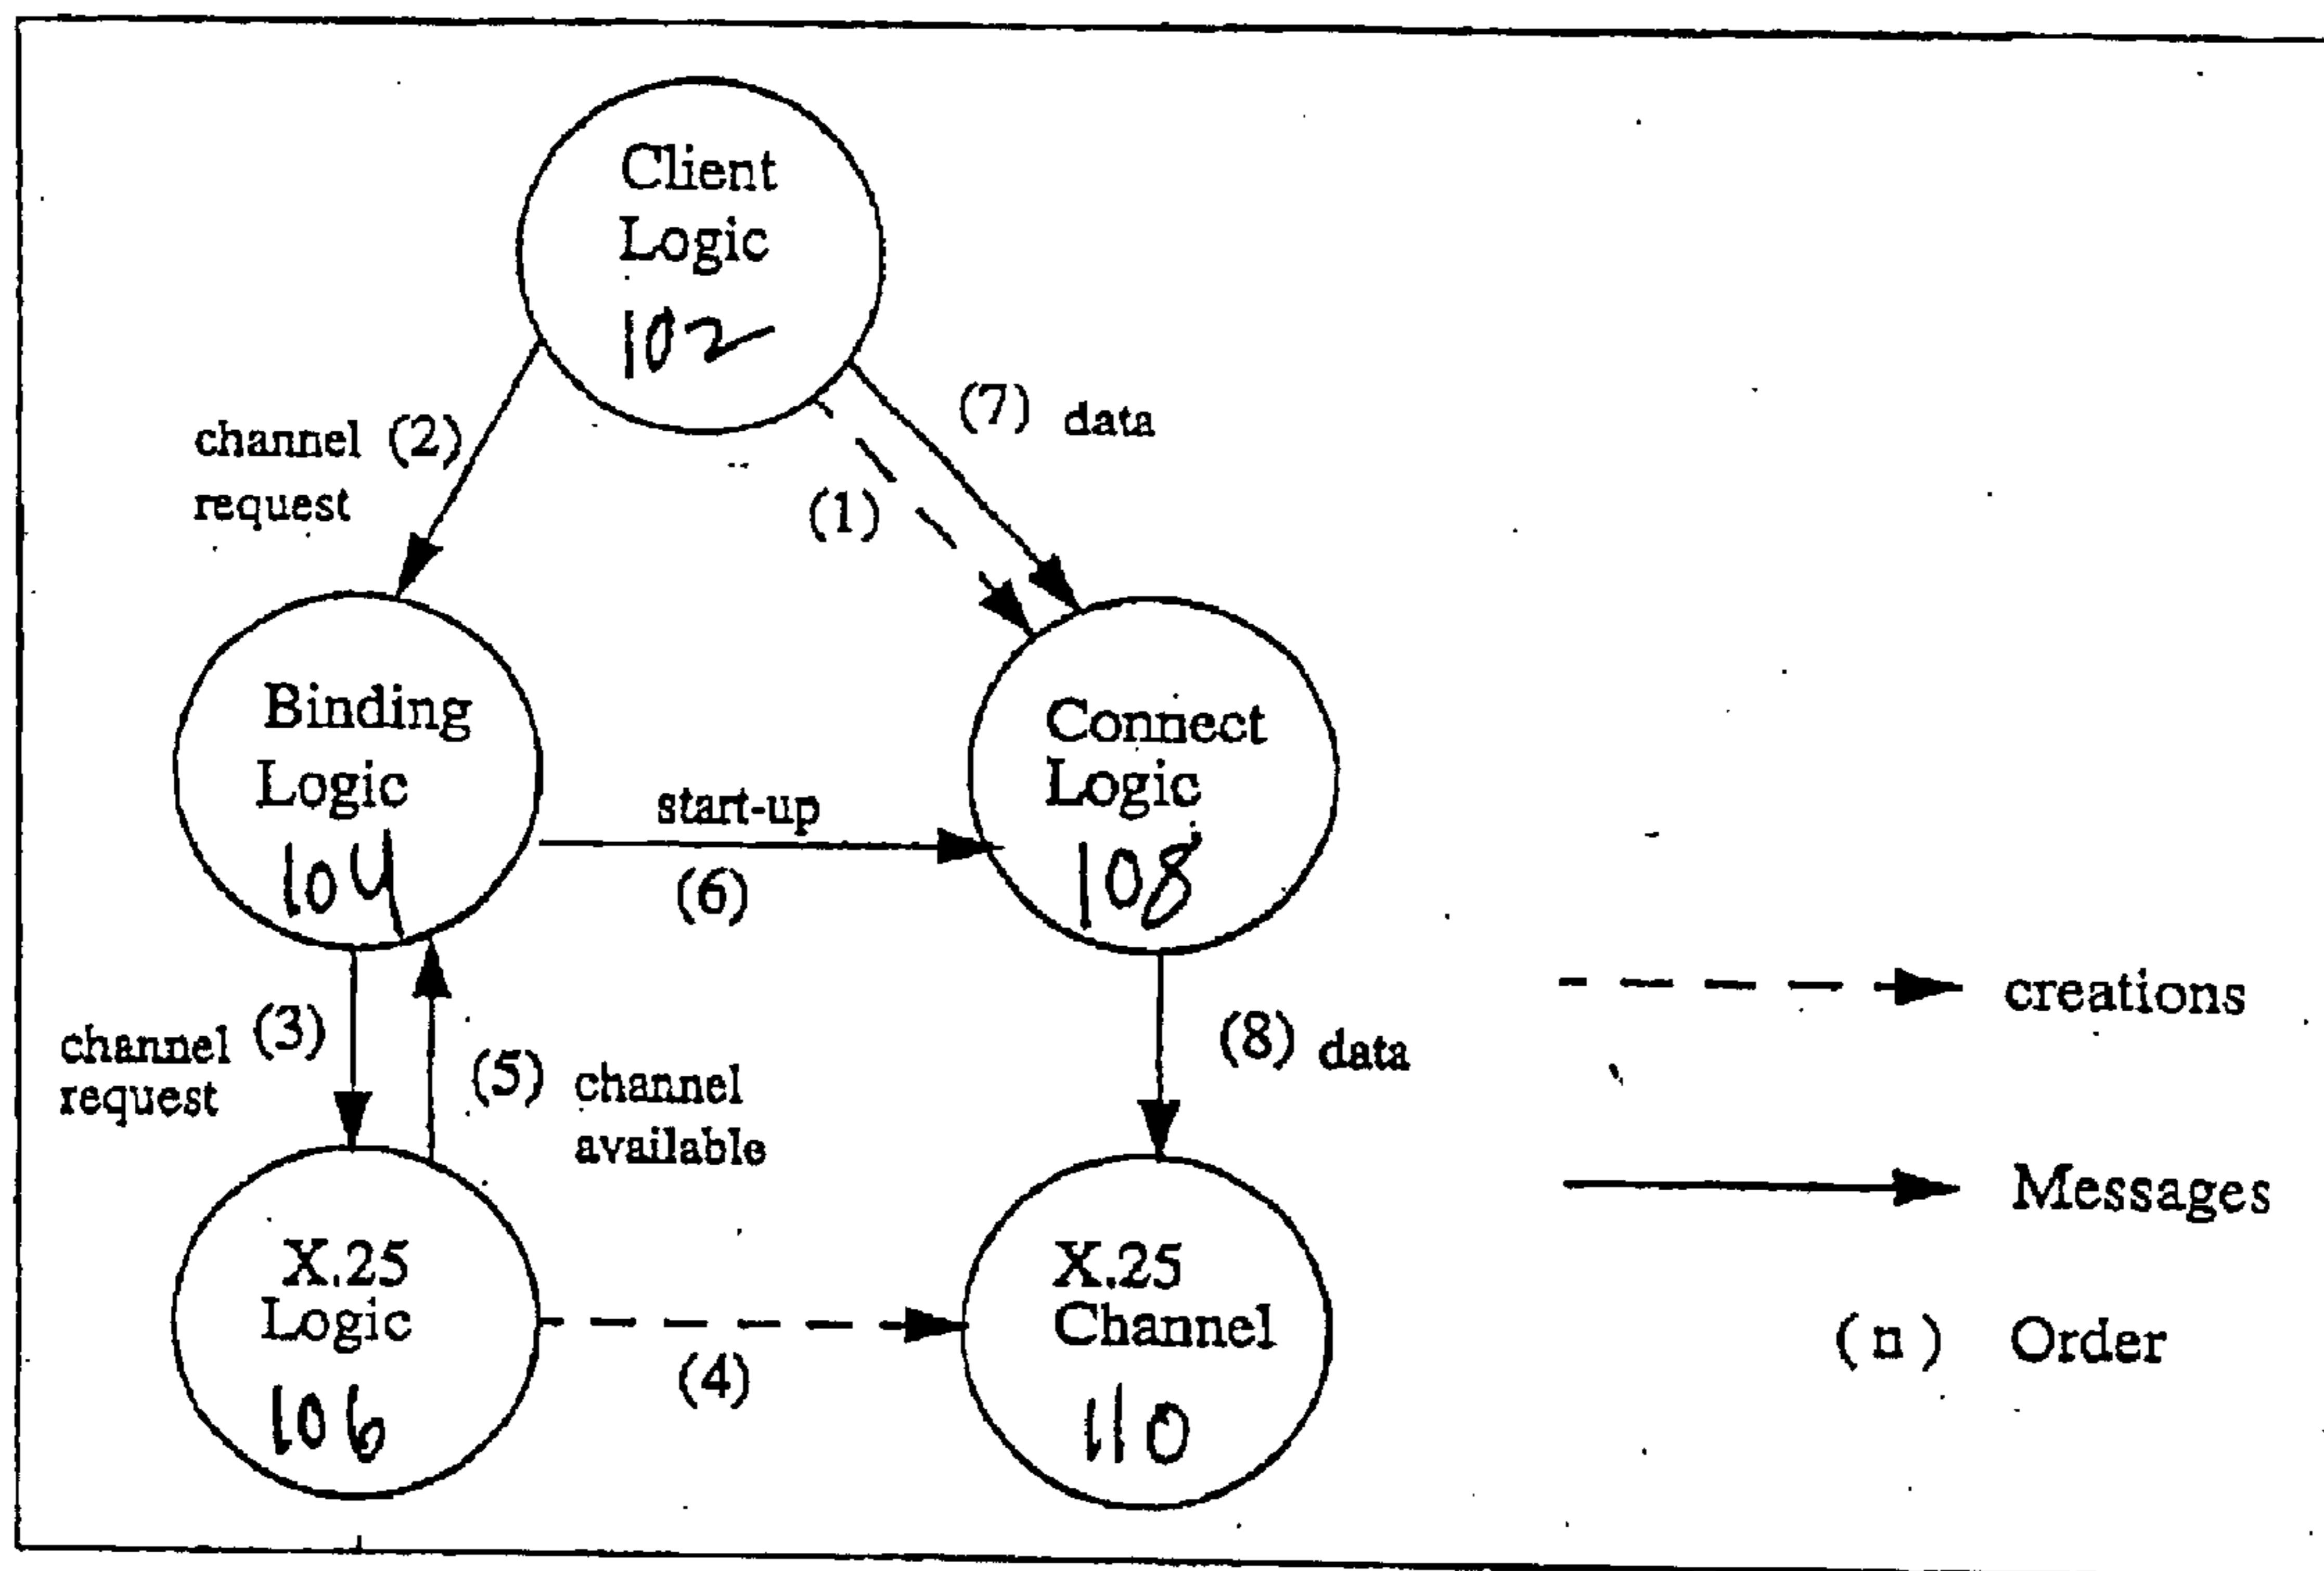 Client
Logic
102
(7) data
channel (2)
request
(1)
Binding
Logic
104
start-up
(6)
Connect
Logic
108
channel (3)
request
(5) channel
available
(8) data
X.25
Logic
106
(4)
X.25
Channel
110
creations
Messages
(n) Order